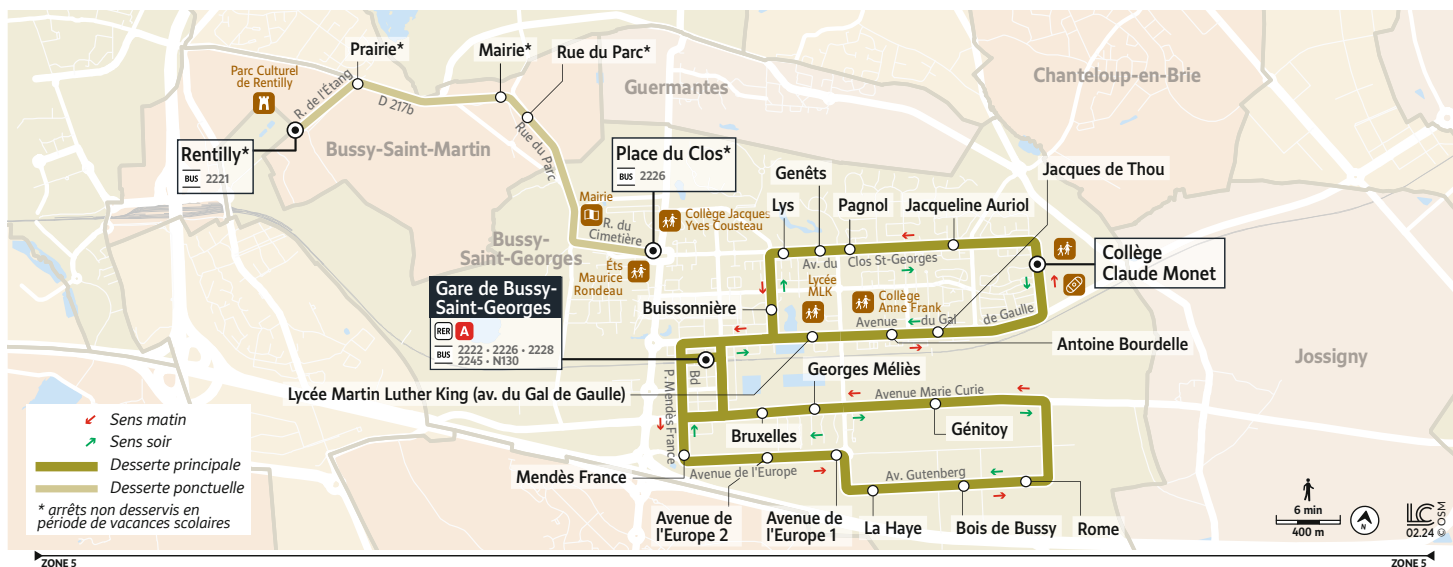 Prairie*
Mairie*
Rue du Parc*
Parc Culturel
de Rentilly
R. de l'Étang
D 217b
Rue du Parc
Guermantes
Chanteloup-en-Brie
Bussy-Saint-Martin
Rentilly*
BUS 2221
Place du Clos*
BUS 2226
Mairie
R. du
Cimetière
Collège Jacques
Yves Cousteau
Bussy-
Saint-Georges
Éts
Maurice
Rondeau
Genêts
Jacques de Thou
Lys
Pagnol
Jacqueline Auriol
Av. du Clos St-Georges
Collège
Claude Monet
Gare de Bussy-
Saint-Georges
RER A
BUS 2222 • 2226 • 2228
2245 • N130
Buissonnière
Lycée
MLK
Collège
Anne Frank
Avenue du Gal de Gaulle
Antoine Bourdelle
Jossigny
Lycée Martin Luther King (av. du Gal de Gaulle)
Bd
P. Mendès France
Georges Méliès
Avenue Marie Curie
Bruxelles
Génitoy
Mendès France
Avenue de l'Europe
Av. Gutenberg
Avenue de
l'Europe 2
Avenue de
l'Europe 1
La Haye
Bois de Bussy
Rome
Sens matin
Sens soir
Desserte principale
Desserte ponctuelle
* arrêts non desservis en
période de vacances scolaires
6 min
400 m
N
LC
02.24
© OSM
ZONE 5
ZONE 5